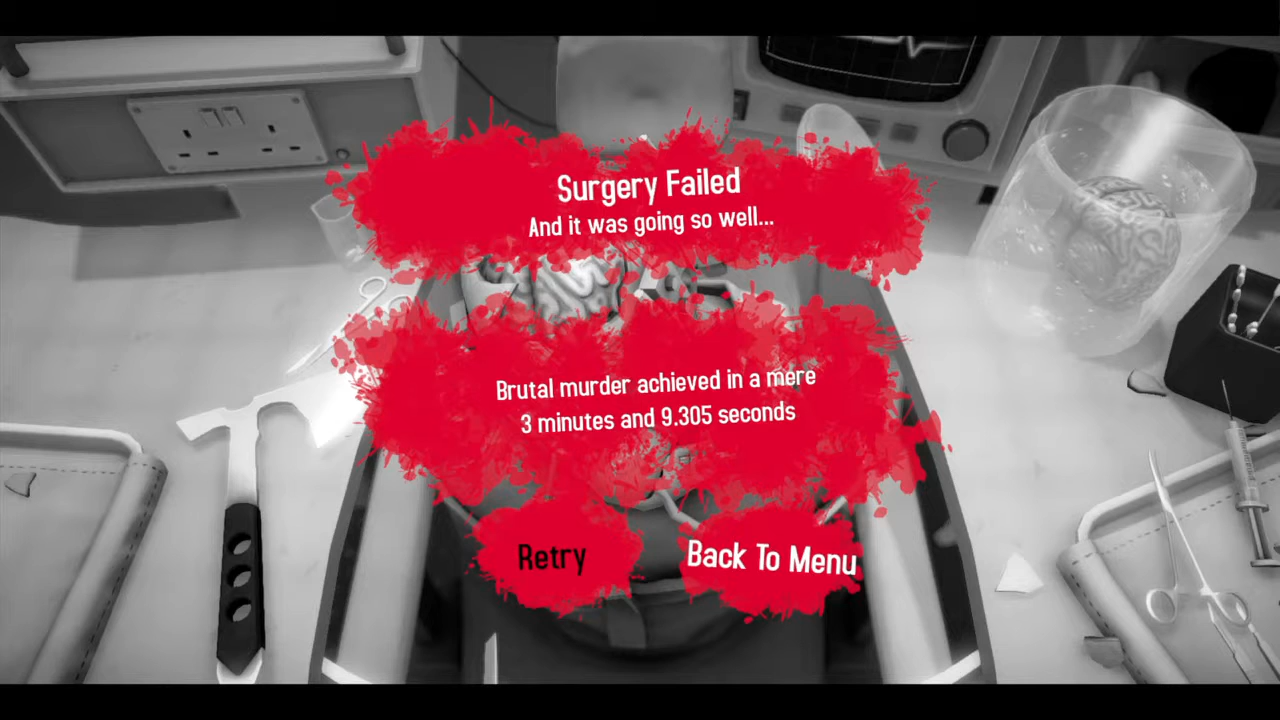 Surgery Failed
And it was going so well...
Brutal murder achieved in a mere
3 minutes and 9.305 seconds
Retry
Back To Menu